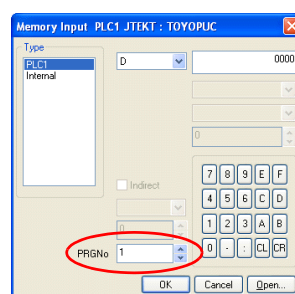 Memory Input PLC1 JTEKT : TOYOPUC
Type
PLC1
Internal
D
0000
0
Indirect
0
PRGNo
1
7 8 9 E F
4 5 6 C D
1 2 3 A B
0 - : CL CR
OK
Cancel
Open...